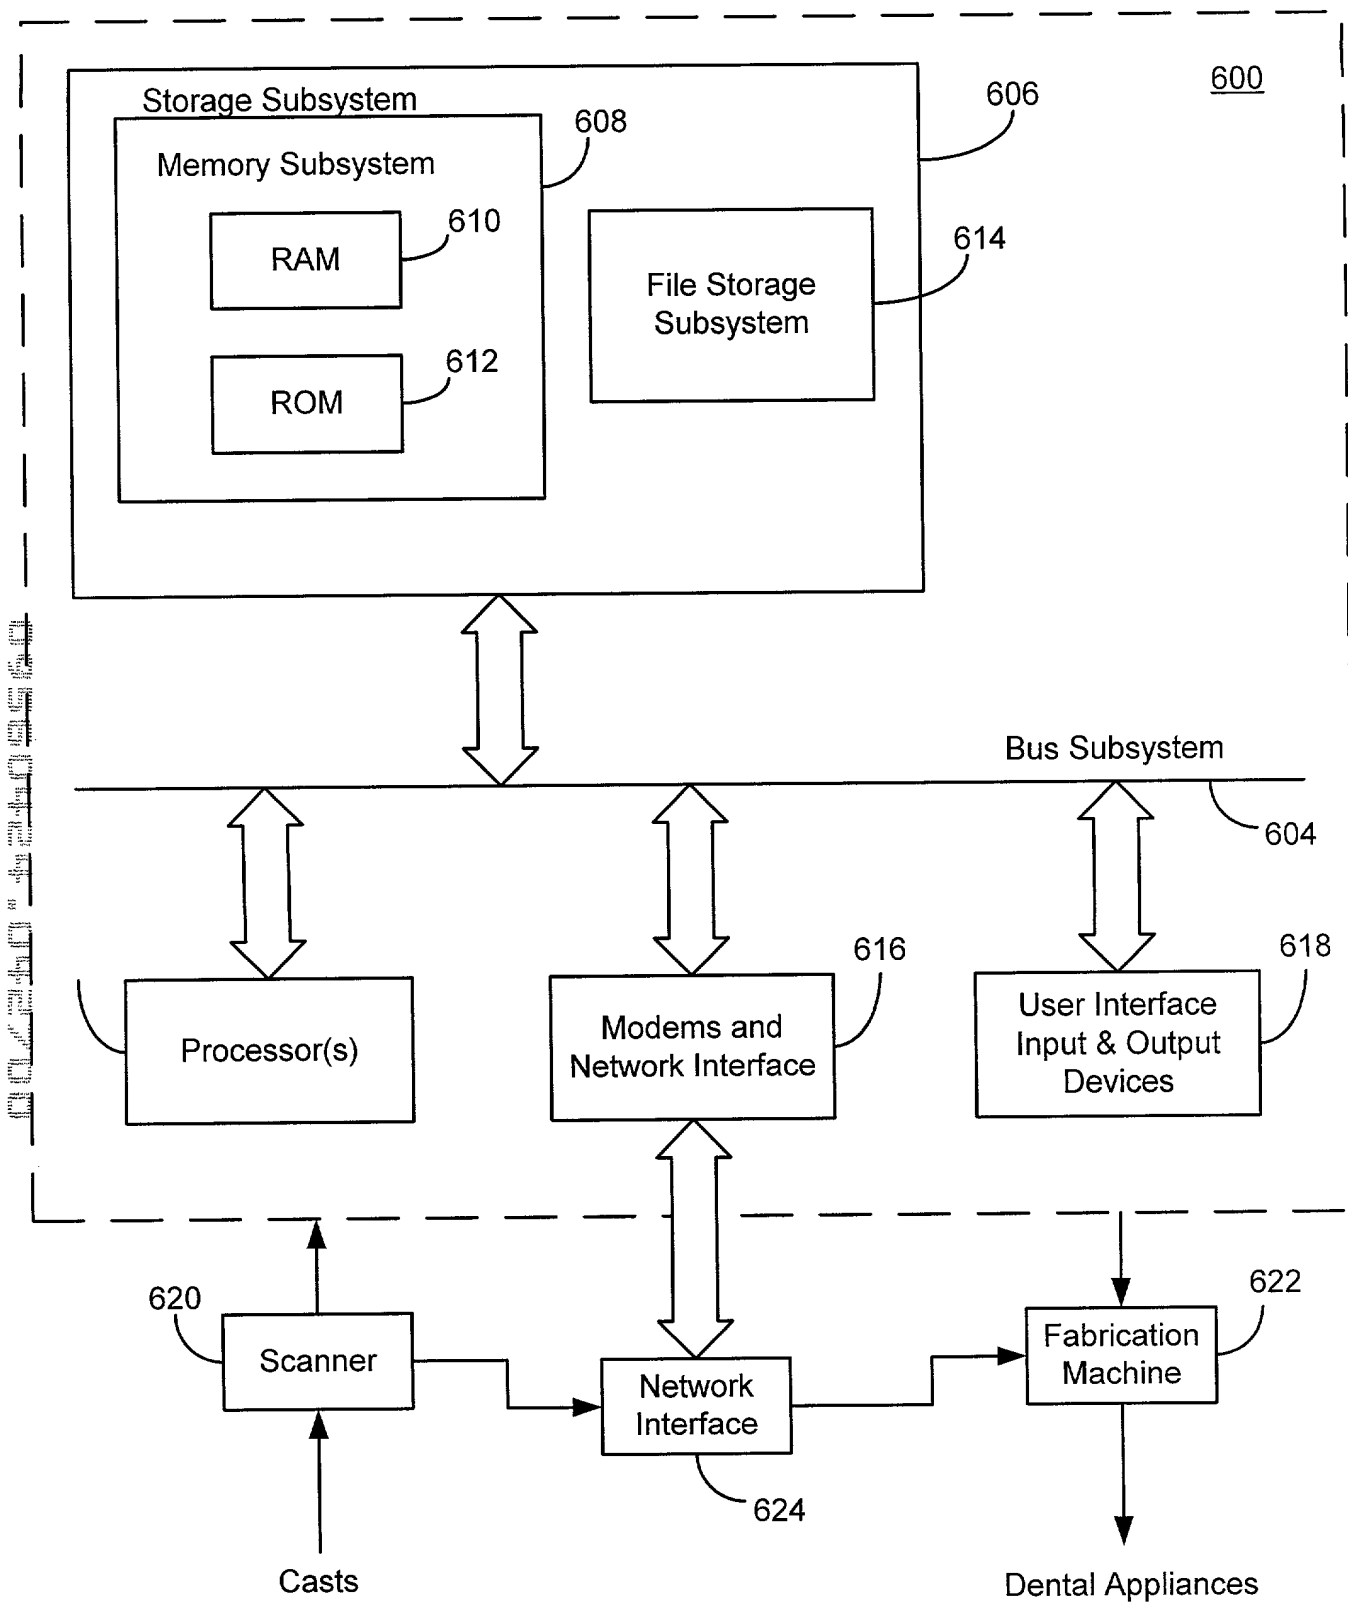 600
Storage Subsystem
606
608
Memory Subsystem
610
RAM
614
File Storage
Subsystem
612
ROM
Bus Subsystem
604
616
618
Processor(s)
Modems and
Network Interface
User Interface
Input & Output
Devices
620
622
Scanner
Fabrication
Machine
Network
Interface
624
Casts
Dental Appliances